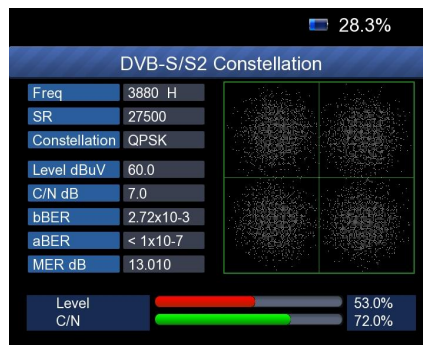 28.3%
DVB-S/S2 Constellation
Freq 3880 H
SR 27500
Constellation QPSK
Level dBuV 60.0
C/N dB 7.0
bBER 2.72x10-3
aBER < 1x10-7
MER dB 13.010
Level 53.0%
C/N 72.0%